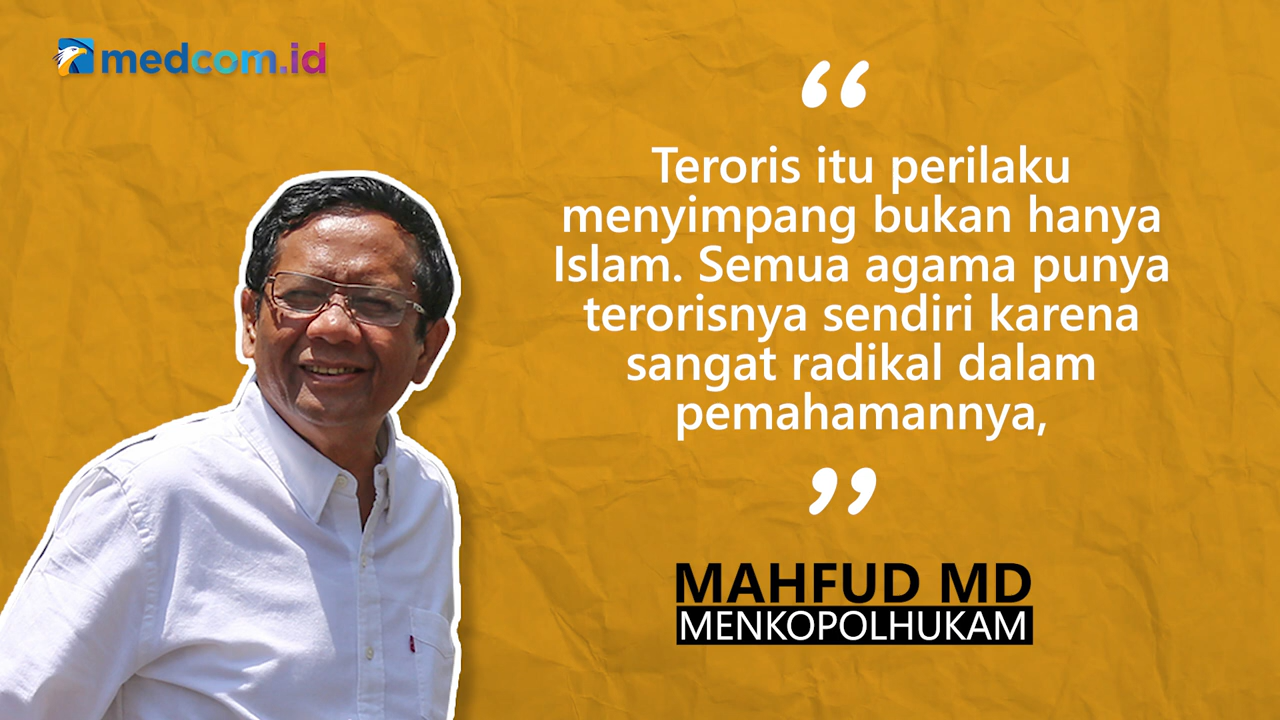 medcom.id
“
Teroris itu perilaku
menyimpang bukan hanya
Islam. Semua agama punya
terorisnya sendiri karena
sangat radikal dalam
pemahamannya,
”
MAHFUD MD
MENKOPOLHUKAM